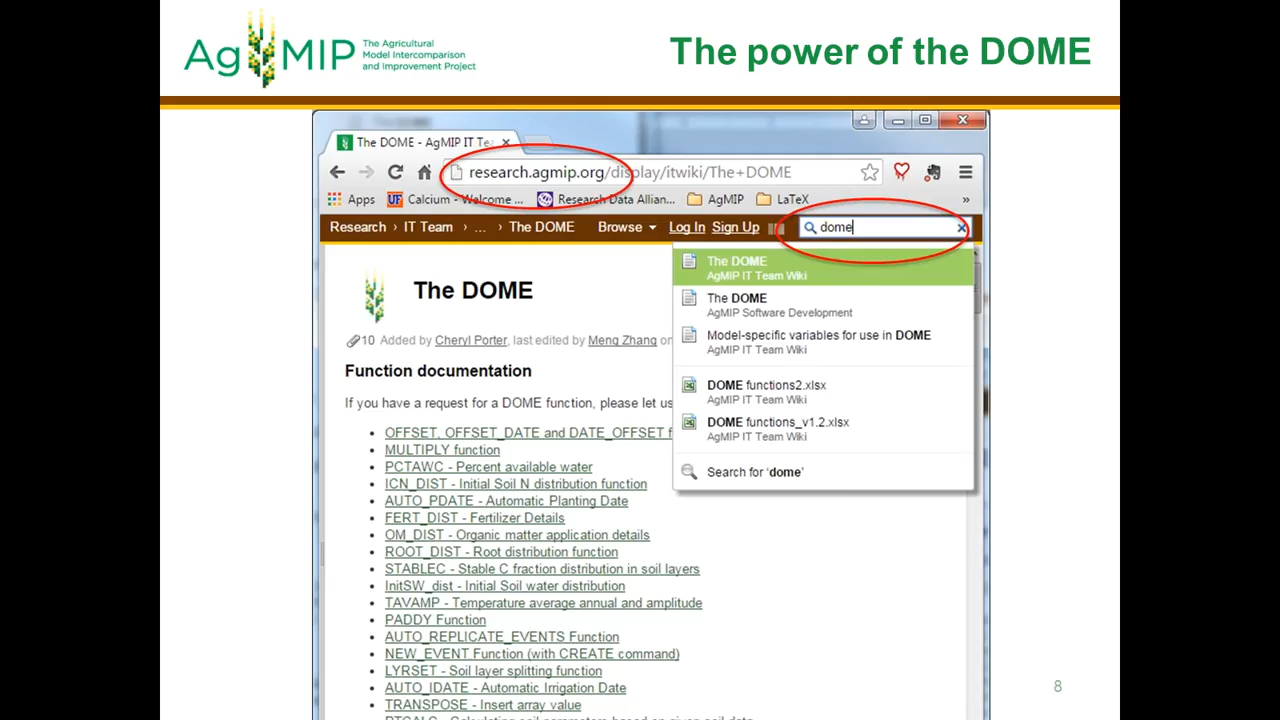 AgMIP
The Agricultural
Model Intercomparison
and Improvement Project
The power of the DOME
The DOME - AgMIP IT Te
research.agmip.org/display/itwiki/The+DOME
Apps Calcium - Welcome ... Research Data Allian... AgMIP LaTeX »
Research › IT Team › ... › The DOME Browse Log In Sign Up dome
The DOME
AgMIP IT Team Wiki
The DOME
AgMIP Software Development
Model-specific variables for use in DOME
AgMIP IT Team Wiki
DOME functions2.xlsx
AgMIP IT Team Wiki
DOME functions_v1.2.xlsx
AgMIP IT Team Wiki
Search for 'dome'
The DOME
10 Added by Cheryl Porter, last edited by Meng Zhang on
Function documentation
If you have a request for a DOME function, please let us
• OFFSET, OFFSET_DATE and DATE_OFFSET f
• MULTIPLY function
• PCTAWC - Percent available water
• ICN_DIST - Initial Soil N distribution function
• AUTO_PDATE - Automatic Planting Date
• FERT_DIST - Fertilizer Details
• OM_DIST - Organic matter application details
• ROOT_DIST - Root distribution function
• STABLEC - Stable C fraction distribution in soil layers
• InitSW_dist - Initial Soil water distribution
• TAVAMP - Temperature average annual and amplitude
• PADDY Function
• AUTO_REPLICATE_EVENTS Function
• NEW_EVENT Function (with CREATE command)
• LYRSET - Soil layer splitting function
• AUTO_IDATE - Automatic Irrigation Date
• TRANSPOSE - Insert array value
8